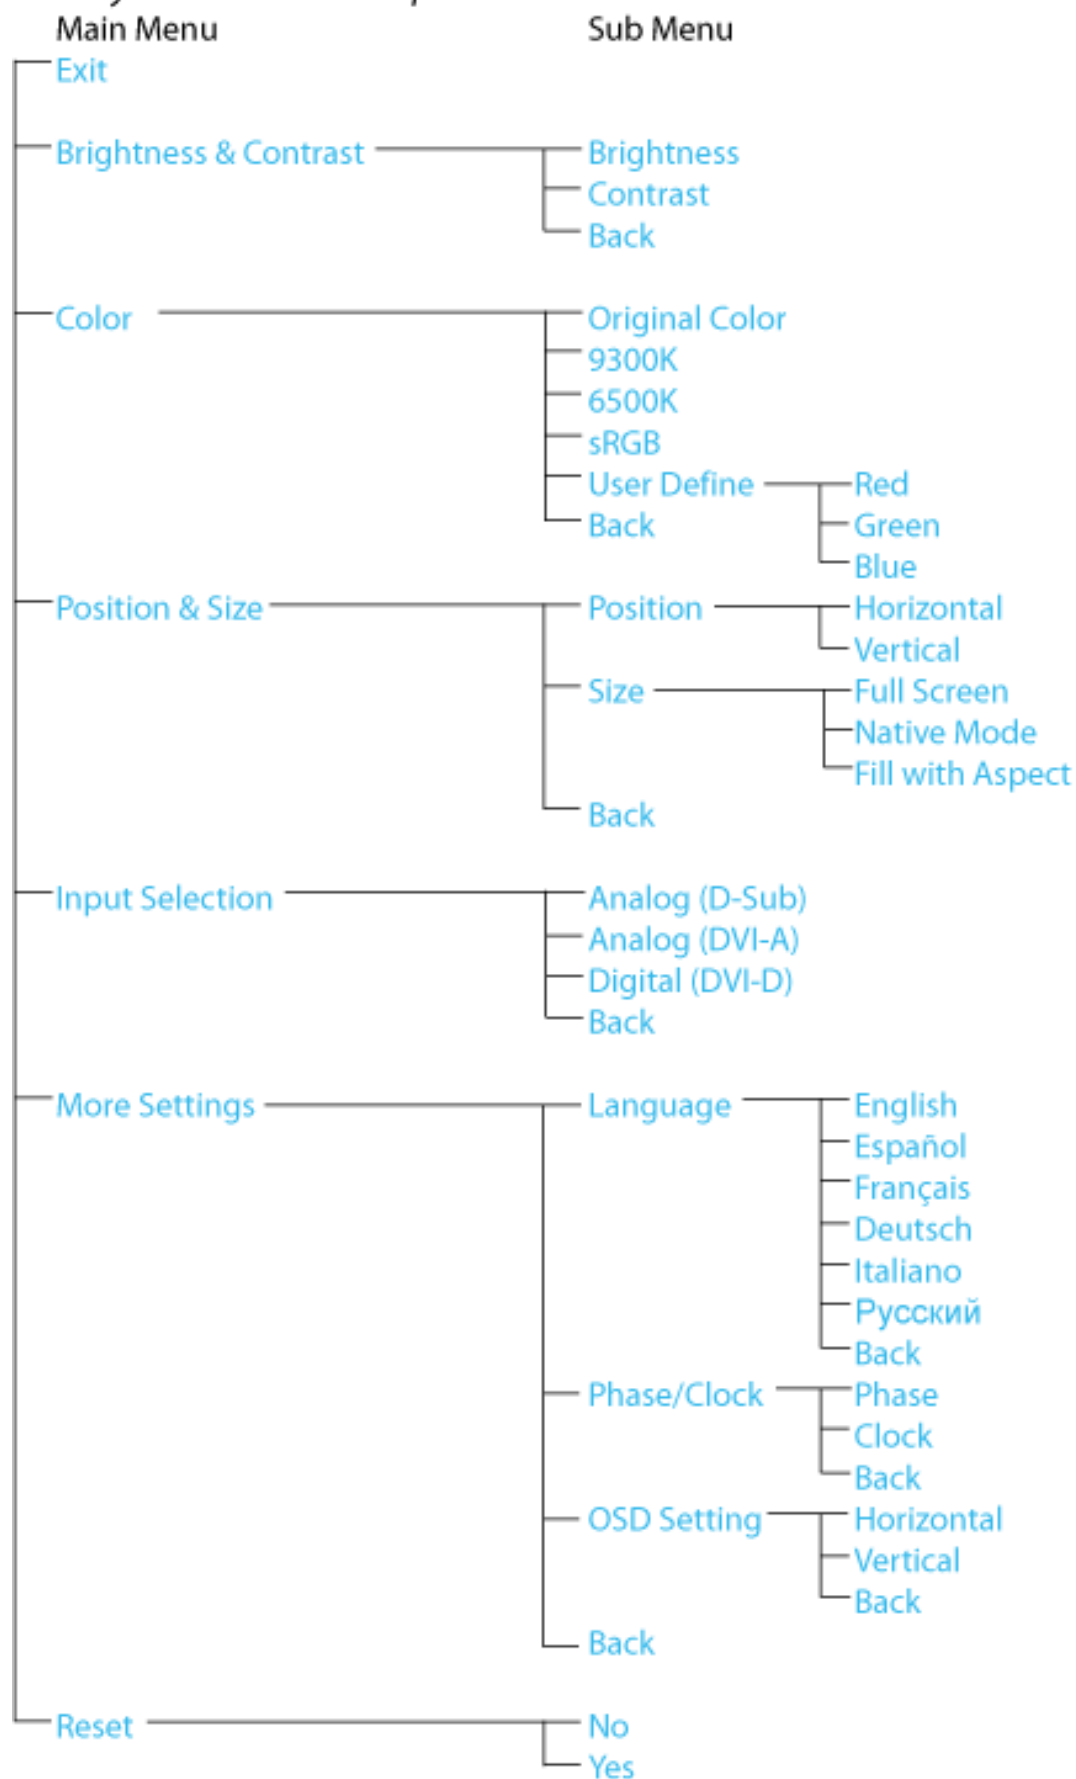 Main Menu Sub Menu
Exit
Brightness & Contrast Brightness
Contrast
Back
Color Original Color
9300K
6500K
sRGB
User Define Red
Back Green
Blue
Position & Size Position Horizontal
Vertical
Size Full Screen
Native Mode
Fill with Aspect
Back
Input Selection Analog (D-Sub)
Analog (DVI-A)
Digital (DVI-D)
Back
More Settings Language English
Español
Français
Deutsch
Italiano
Русский
Back
Phase/Clock Phase
Clock
Back
OSD Setting Horizontal
Vertical
Back
Back
Reset No
Yes